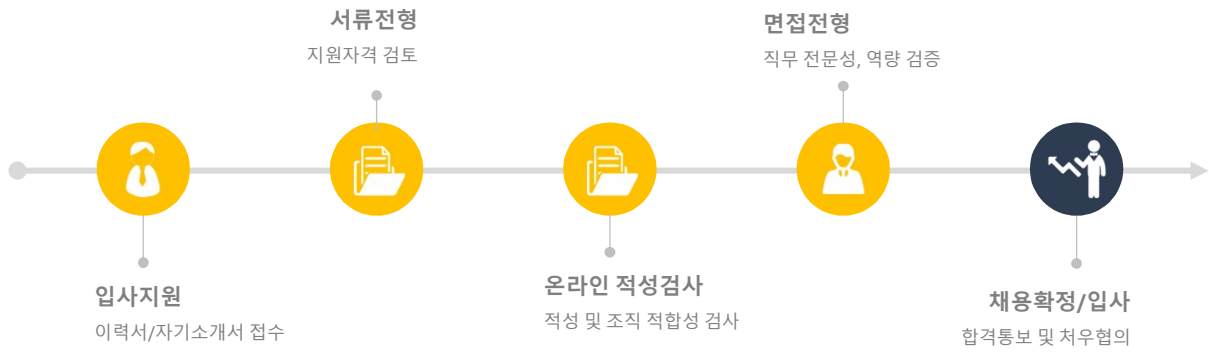 서류전형
지원자격 검토
면접전형
직무 전문성, 역량 검증
입사지원
이력서/자기소개서 접수
온라인 적성검사
적성 및 조직 적합성 검사
채용확정/입사
합격통보 및 처우협의